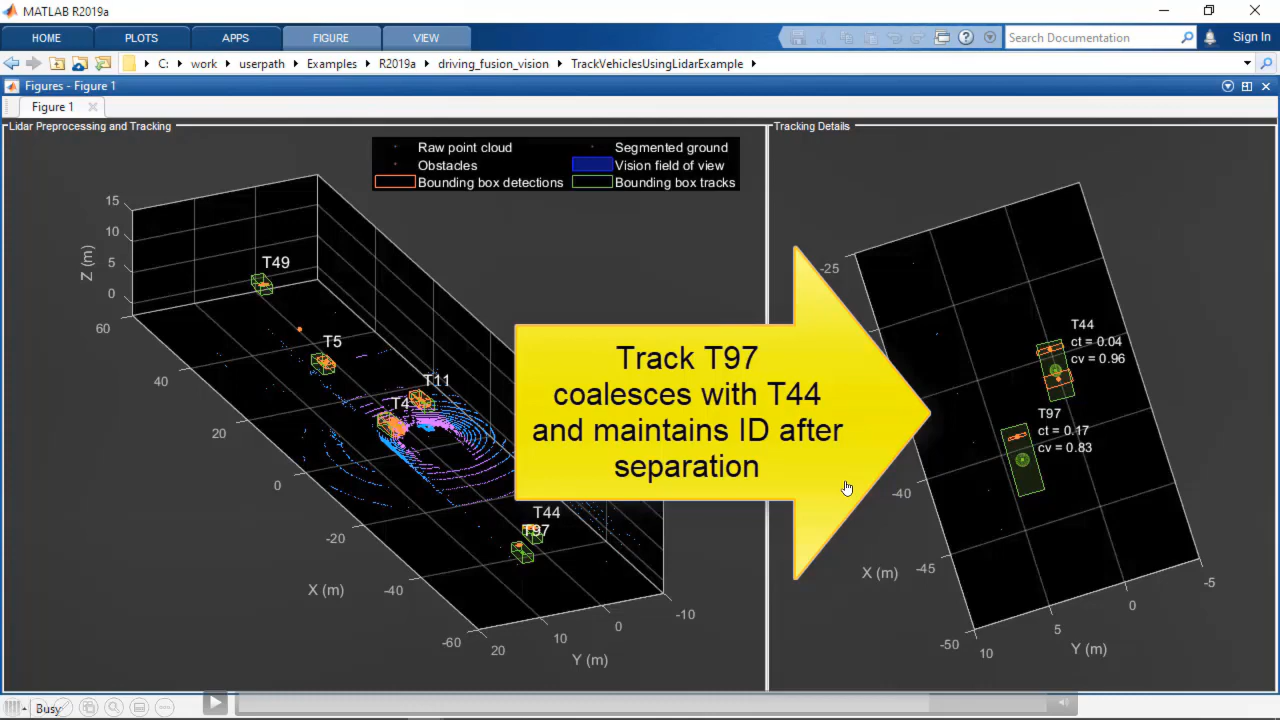 MATLAB R2019a
HOME PLOTS APPS FIGURE VIEW Search Documentation Sign In
C: work userpath Examples R2019a driving_fusion_vision TrackVehiclesUsingLidarExample
Figures - Figure 1
Figure 1
Lidar Preprocessing and Tracking
Raw point cloud Segmented ground
Obstacles Vision field of view
Bounding box detections Bounding box tracks
15
10
5
0
Z (m)
60
40
20
0
-20
-40
-60
X (m)
20
10
0
-10
Y (m)
T49
T5
T11
T4
T44
T97
Track T97
coalesces with T44
and maintains ID after
separation
Tracking Details
-25
-40
-45
-50
X (m)
10
5
0
-5
Y (m)
T44
ct = 0.04
cv = 0.96
T97
ct = 0.17
cv = 0.83
Busy